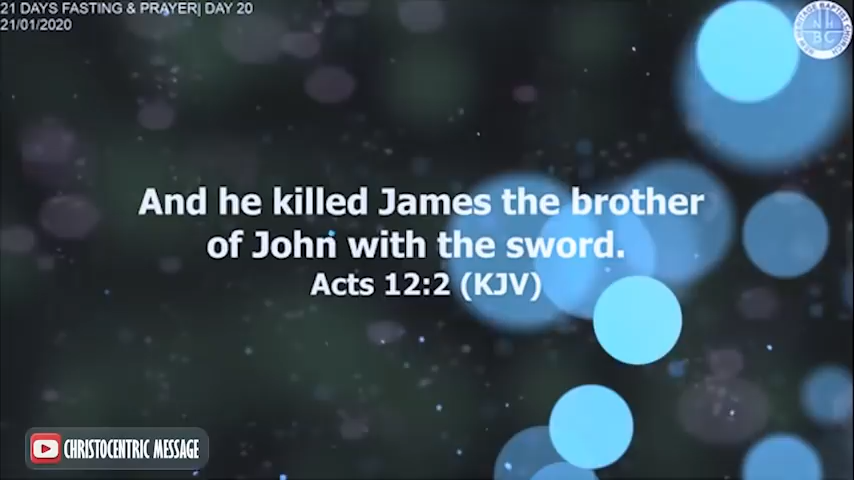 21 DAYS FASTING & PRAYER| DAY 20
21/01/2020
NHBC
And he killed James the brother
of John with the sword.
Acts 12:2 (KJV)
CHRISTOCENTRIC MESSAGE